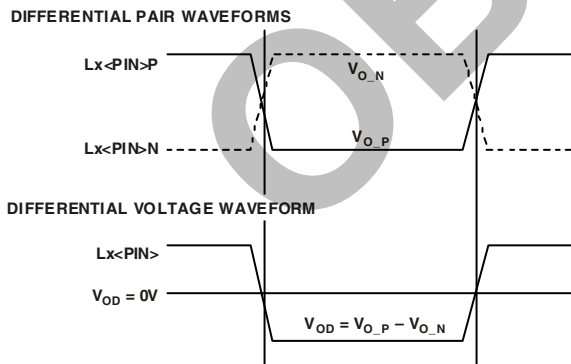 DIFFERENTIAL PAIR WAVEFORMS
Lx<PIN>P
V_O_N
V_O_P
Lx<PIN>N
DIFFERENTIAL VOLTAGE WAVEFORM
Lx<PIN>
V_OD = 0V
V_OD = V_O_P – V_O_N